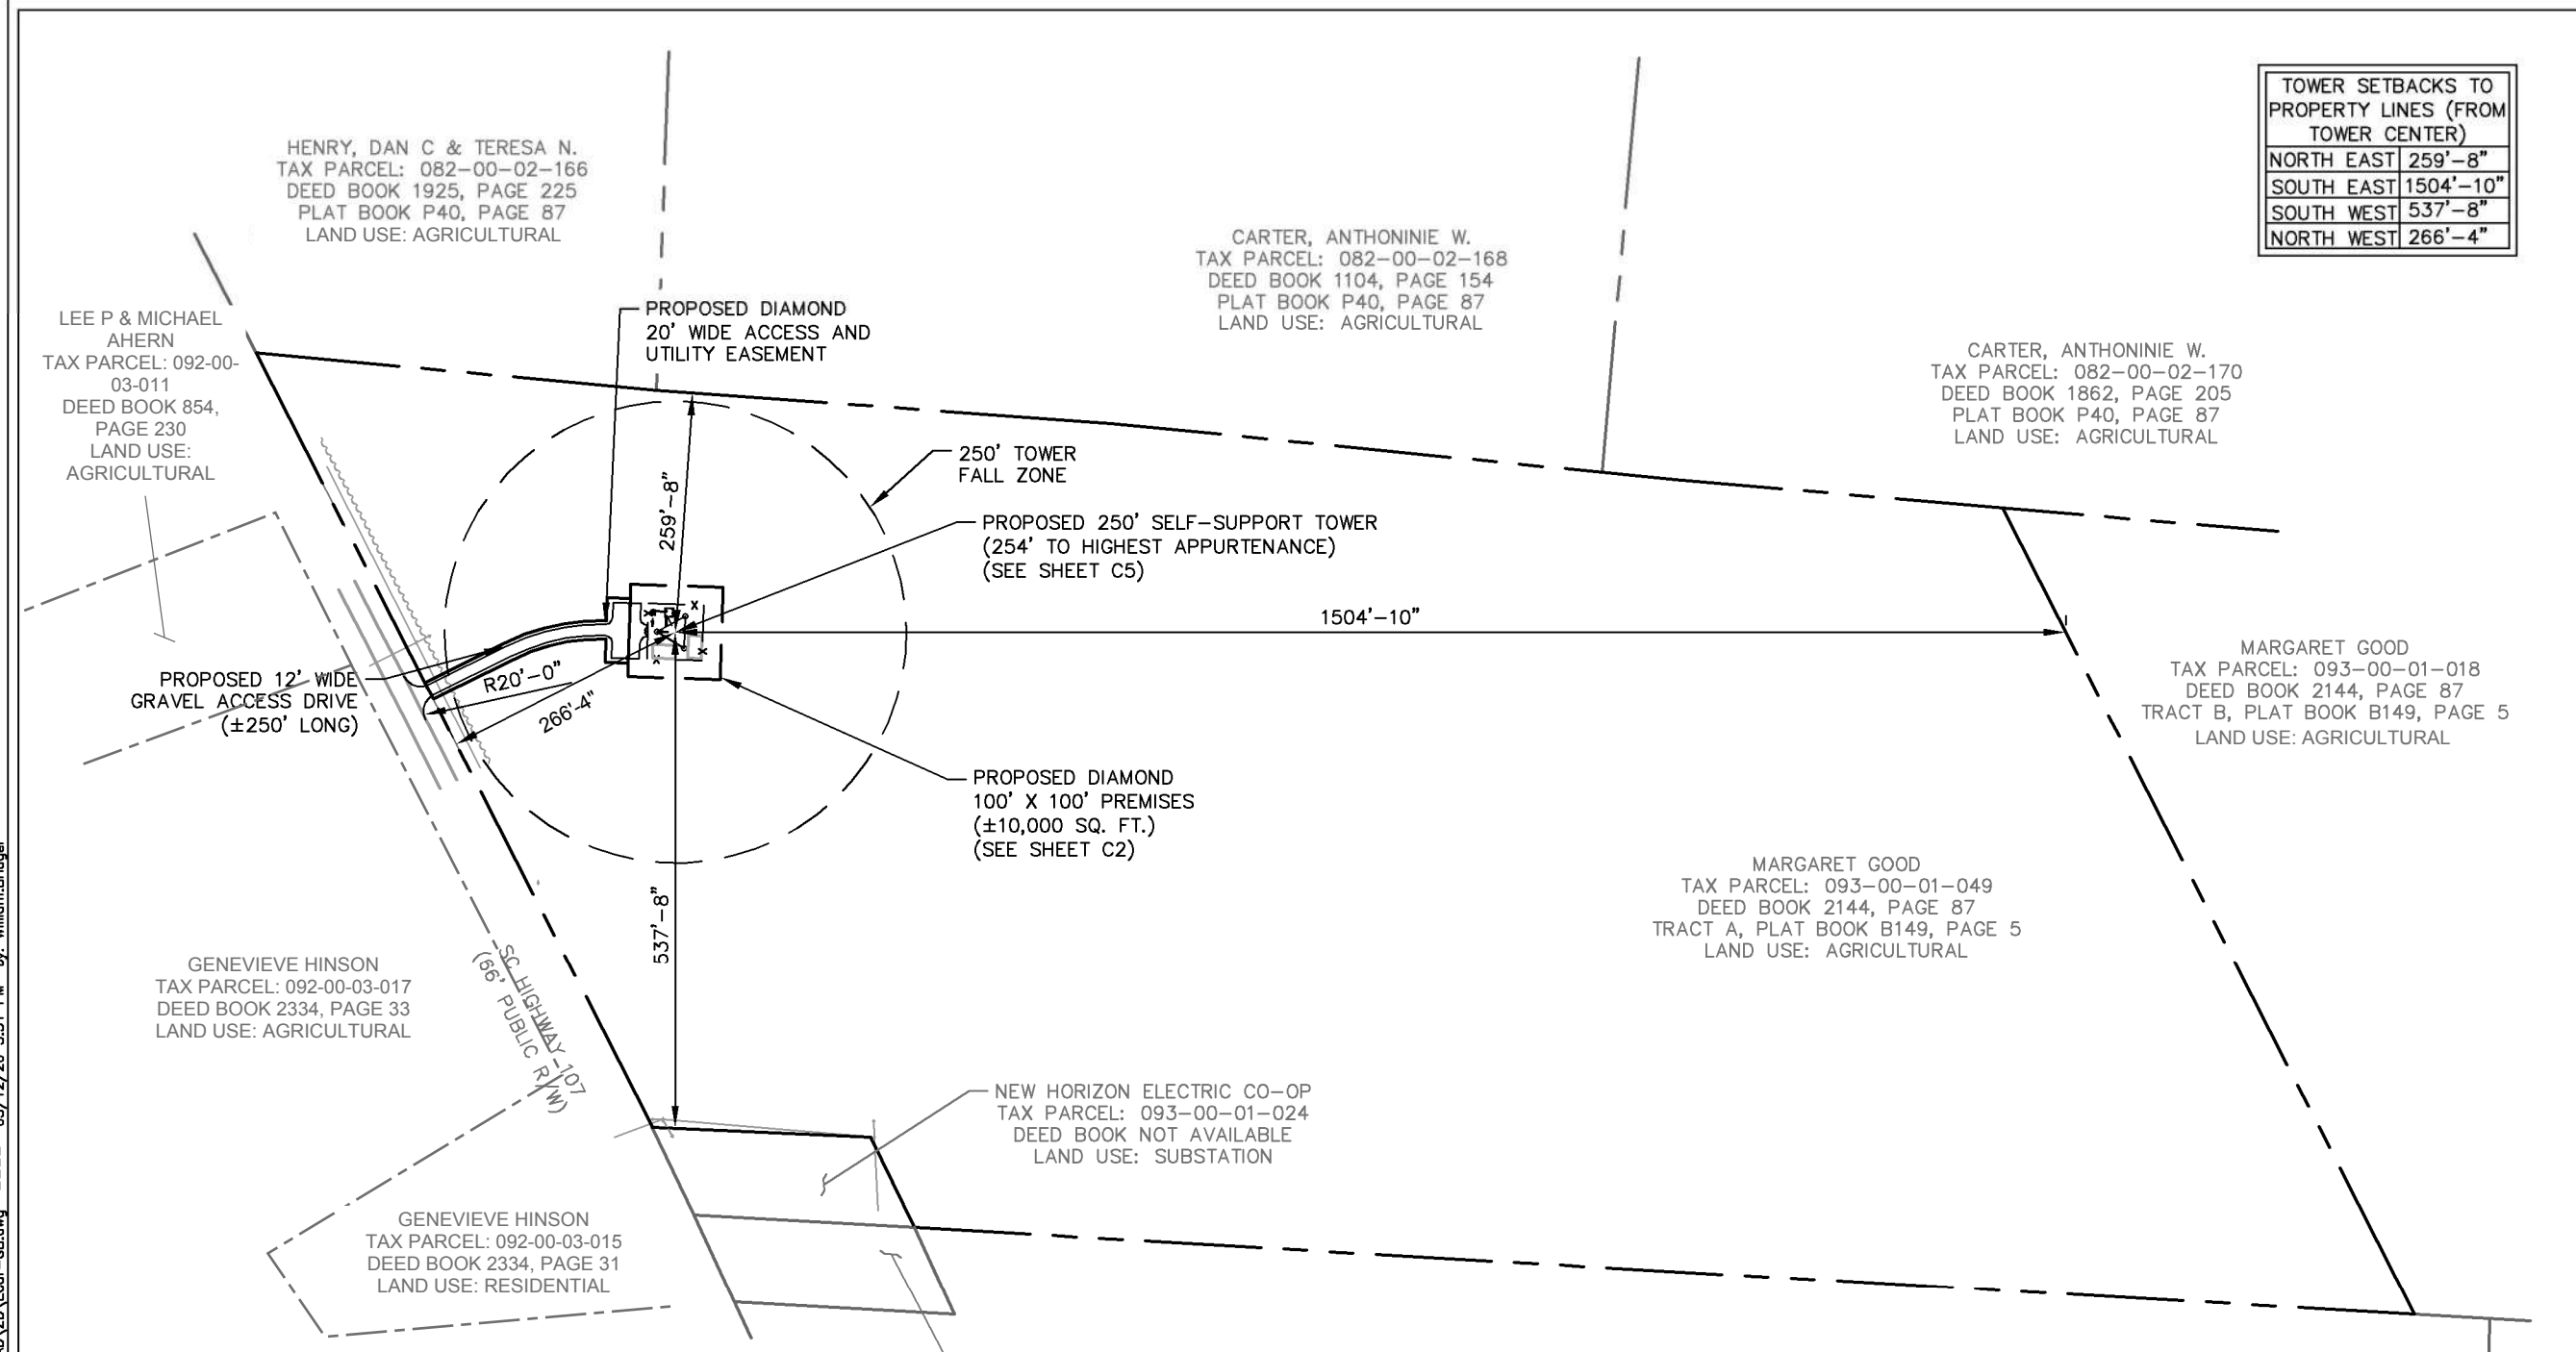 TOWER SETBACKS TO
PROPERTY LINES (FROM
TOWER CENTER)
NORTH EAST 259'-8"
SOUTH EAST 1504'-10"
SOUTH WEST 537'-8"
NORTH WEST 266'-4"
HENRY, DAN C & TERESA N.
TAX PARCEL: 082-00-02-166
DEED BOOK 1925, PAGE 225
PLAT BOOK P40, PAGE 87
LAND USE: AGRICULTURAL
CARTER, ANTHONINIE W.
TAX PARCEL: 082-00-02-168
DEED BOOK 1104, PAGE 154
PLAT BOOK P40, PAGE 87
LAND USE: AGRICULTURAL
CARTER, ANTHONINIE W.
TAX PARCEL: 082-00-02-170
DEED BOOK 1862, PAGE 205
PLAT BOOK P40, PAGE 87
LAND USE: AGRICULTURAL
LEE P & MICHAEL
AHERN
TAX PARCEL: 092-00-
03-011
DEED BOOK 854,
PAGE 230
LAND USE:
AGRICULTURAL
PROPOSED DIAMOND
20' WIDE ACCESS AND
UTILITY EASEMENT
250' TOWER
FALL ZONE
259'-8"
PROPOSED 250' SELF-SUPPORT TOWER
(254' TO HIGHEST APPURTENANCE)
(SEE SHEET C5)
1504'-10"
PROPOSED 12' WIDE
GRAVEL ACCESS DRIVE
(±250' LONG)
R20'-0"
266'-4"
MARGARET GOOD
TAX PARCEL: 093-00-01-018
DEED BOOK 2144, PAGE 87
TRACT B, PLAT BOOK B149, PAGE 5
LAND USE: AGRICULTURAL
PROPOSED DIAMOND
100' X 100' PREMISES
(±10,000 SQ. FT.)
(SEE SHEET C2)
537'-8"
MARGARET GOOD
TAX PARCEL: 093-00-01-049
DEED BOOK 2144, PAGE 87
TRACT A, PLAT BOOK B149, PAGE 5
LAND USE: AGRICULTURAL
GENEVIEVE HINSON
TAX PARCEL: 092-00-03-017
DEED BOOK 2334, PAGE 33
LAND USE: AGRICULTURAL
SC HIGHWAY 107
(66' PUBLIC R/W)
NEW HORIZON ELECTRIC CO-OP
TAX PARCEL: 093-00-01-024
DEED BOOK NOT AVAILABLE
LAND USE: SUBSTATION
GENEVIEVE HINSON
TAX PARCEL: 092-00-03-015
DEED BOOK 2334, PAGE 31
LAND USE: RESIDENTIAL